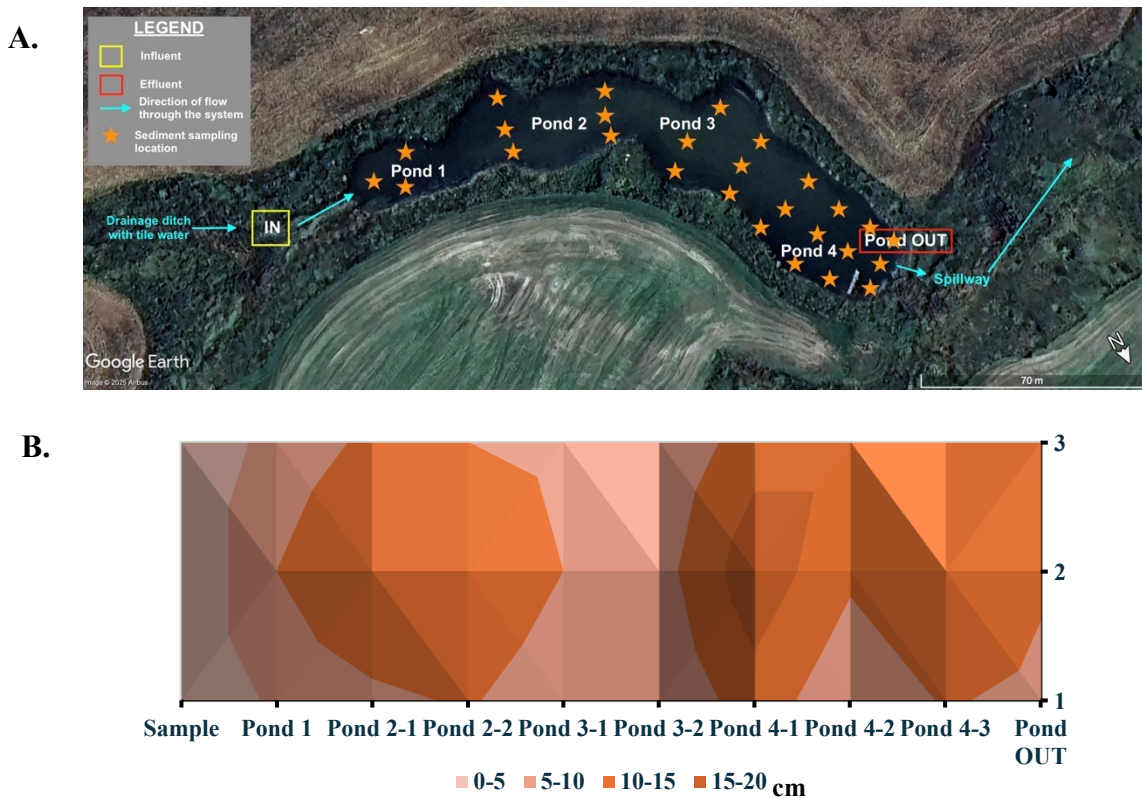 A.
LEGEND
Influent
Effluent
Direction of flow
through the system
Sediment sampling
location
Pond 1
Pond 2
Pond 3
Pond 4
Pond OUT
Drainage ditch
with tile water
IN
Spillway
N
Google Earth
Image © 2025 Airbus
70 m
B.
3
2
1
Sample
Pond 1
Pond 2-1
Pond 2-2
Pond 3-1
Pond 3-2
Pond 4-1
Pond 4-2
Pond 4-3
Pond
OUT
0-5
5-10
10-15
15-20
cm